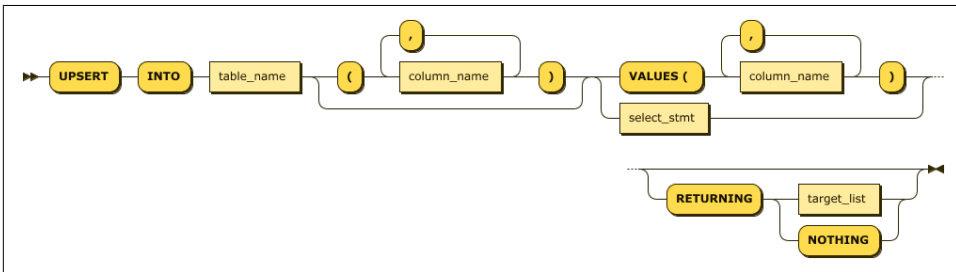 , ,
UPSERT INTO table_name ( column_name ) VALUES ( column_name )
select_stmt
RETURNING target_list
NOTHING